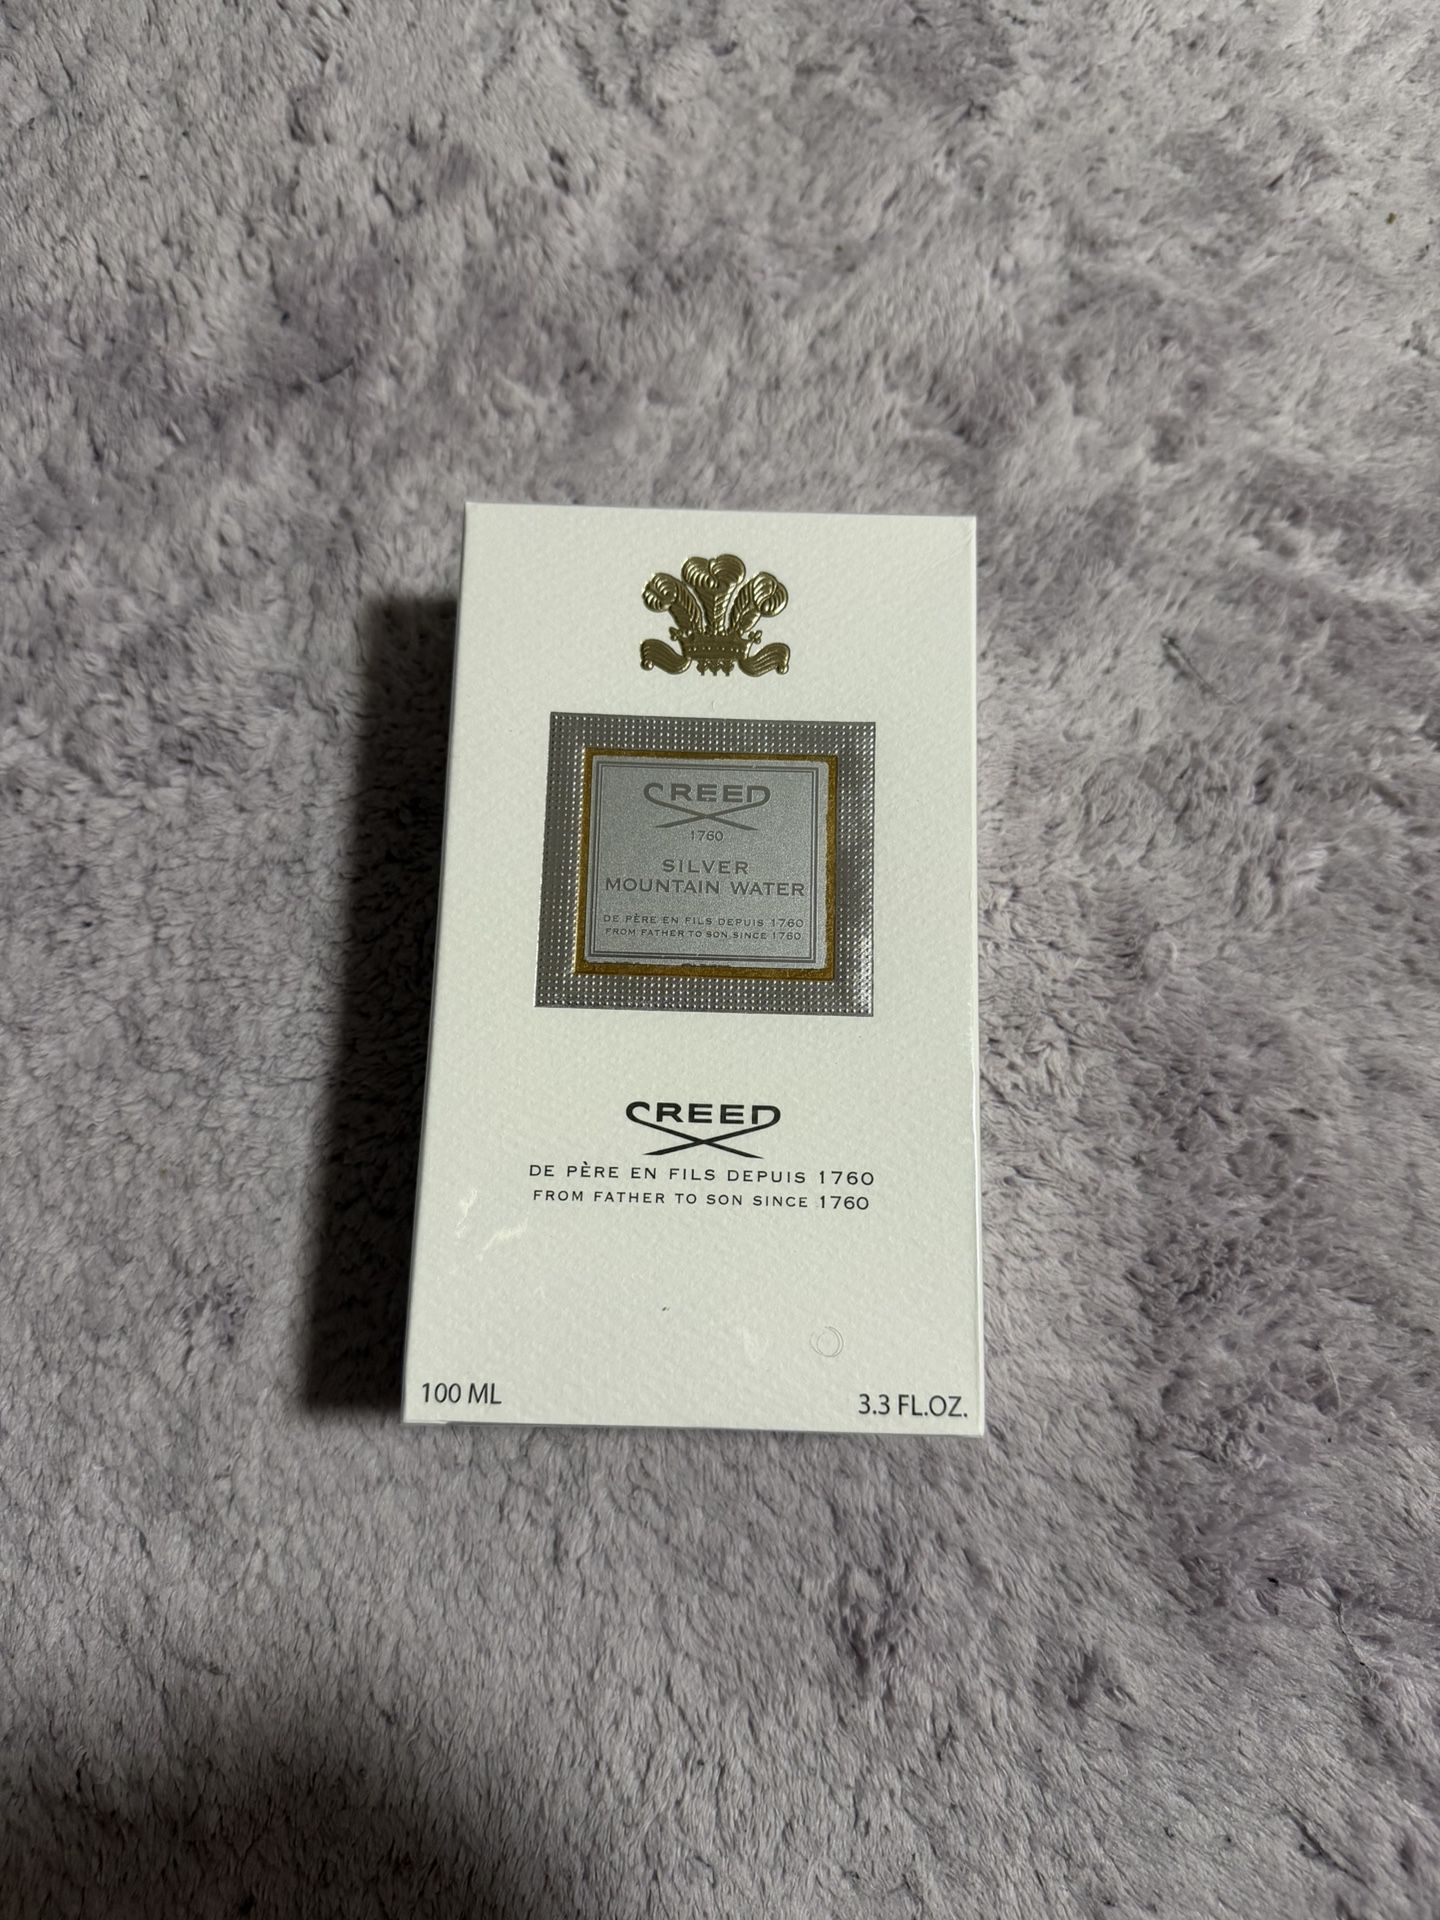 CREED
1760
SILVER
MOUNTAIN WATER
DE PÈRE EN FILS DEPUIS 1760
FROM FATHER TO SON SINCE 1760
CREED
DE PÈRE EN FILS DEPUIS 1760
FROM FATHER TO SON SINCE 1760
100 ML
3.3 FL.OZ.